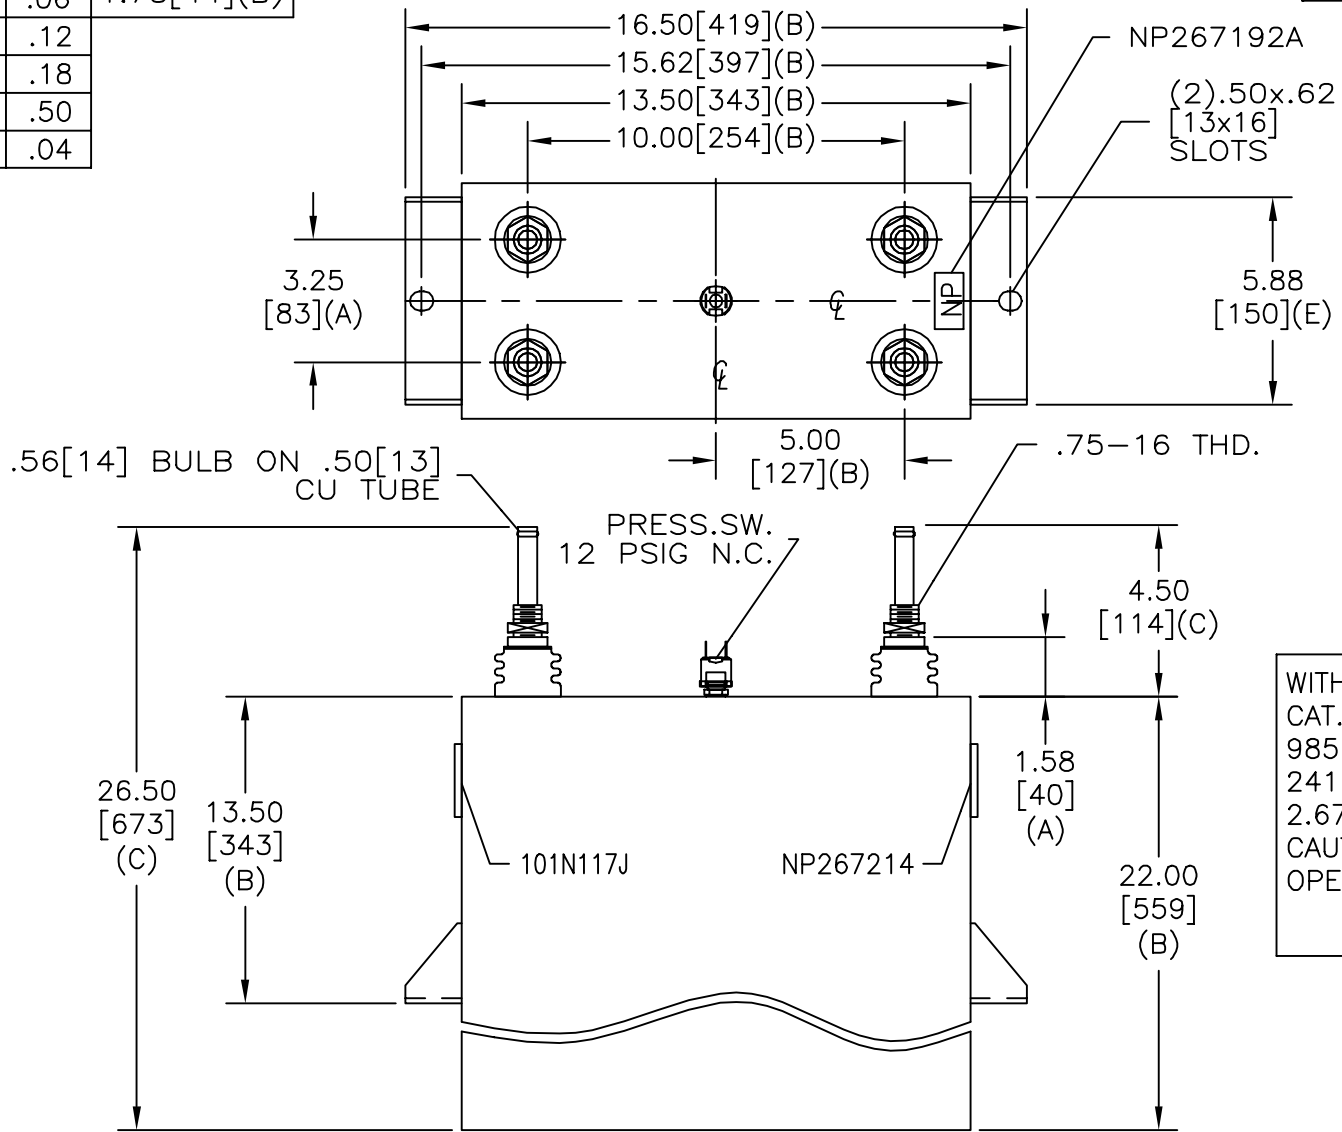 .06
.12
.18
.50
.04
16.50[419](B)
15.62[397](B)
13.50[343](B)
10.00[254](B)
NP267192A
(2).50x.62
[13x16]
SLOTS
3.25
[83](A)
℄
NP
5.88
[150](E)
℄
5.00
[127](B)
.56[14] BULB ON .50[13]
CU TUBE
.75-16 THD.
PRESS.SW.
12 PSIG N.C.
4.50
[114](C)
26.50
[673]
(C)
13.50
[343]
(B)
101N117J
NP267214
1.58
[40]
(A)
22.00
[559]
(B)
WITH
CAT.
985
241
2.67
CAUT
OPE